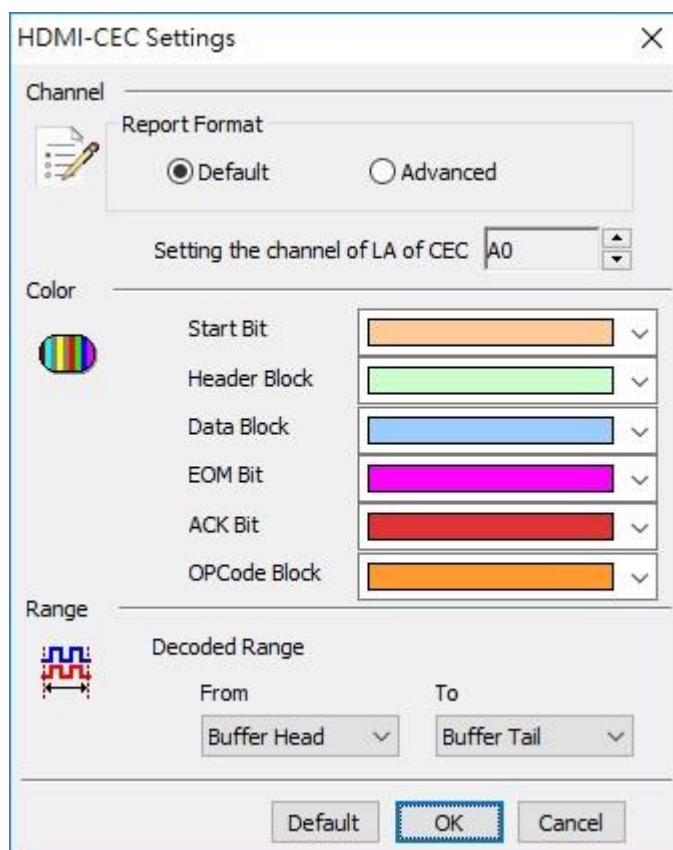 HDMI-CEC Settings
Channel
Report Format
Default Advanced
Setting the channel of LA of CEC A0
Color
Start Bit
Header Block
Data Block
EOM Bit
ACK Bit
OPCode Block
Range
Decoded Range
From To
Buffer Head Buffer Tail
Default OK Cancel